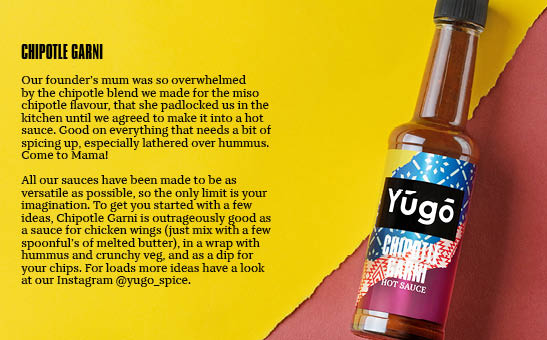 CHIPOTLE GARNI
Our founder's mum was so overwhelmed
by the chipotle blend we made for the miso
chipotle flavour, that she padlocked us in the
kitchen until we agreed to make it into a hot
sauce. Good on everything that needs a bit of
spicing up, especially lathered over hummus.
Come to Mama!
All our sauces have been made to be as
versatile as possible, so the only limit is your
imagination. To get you started with a few
ideas, Chipotle Garni is outrageously good as
a sauce for chicken wings (just mix with a few
spoonful's of melted butter), in a wrap with
hummus and crunchy veg, and as a dip for
your chips. For loads more ideas have a look
at our Instagram @yugo_spice.
Yūgō
CHIPOTLE
GARNI
HOT SAUCE